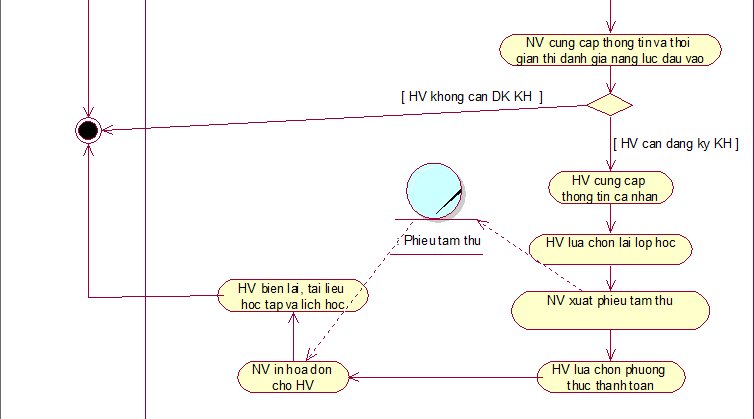 NV cung cap thong tin va thoi
gian thi danh gia nang luc dau vao
[ HV khong can DK KH ]
[ HV can dang ky KH ]
HV cung cap
thong tin ca nhan
HV lua chon lai lop hoc
: Phieu tam thu
NV xuat phieu tam thu
HV bien lai, tai lieu
hoc tap va lich hoc
NV in hoa don
cho HV
HV lua chon phuong
thuc thanh toan